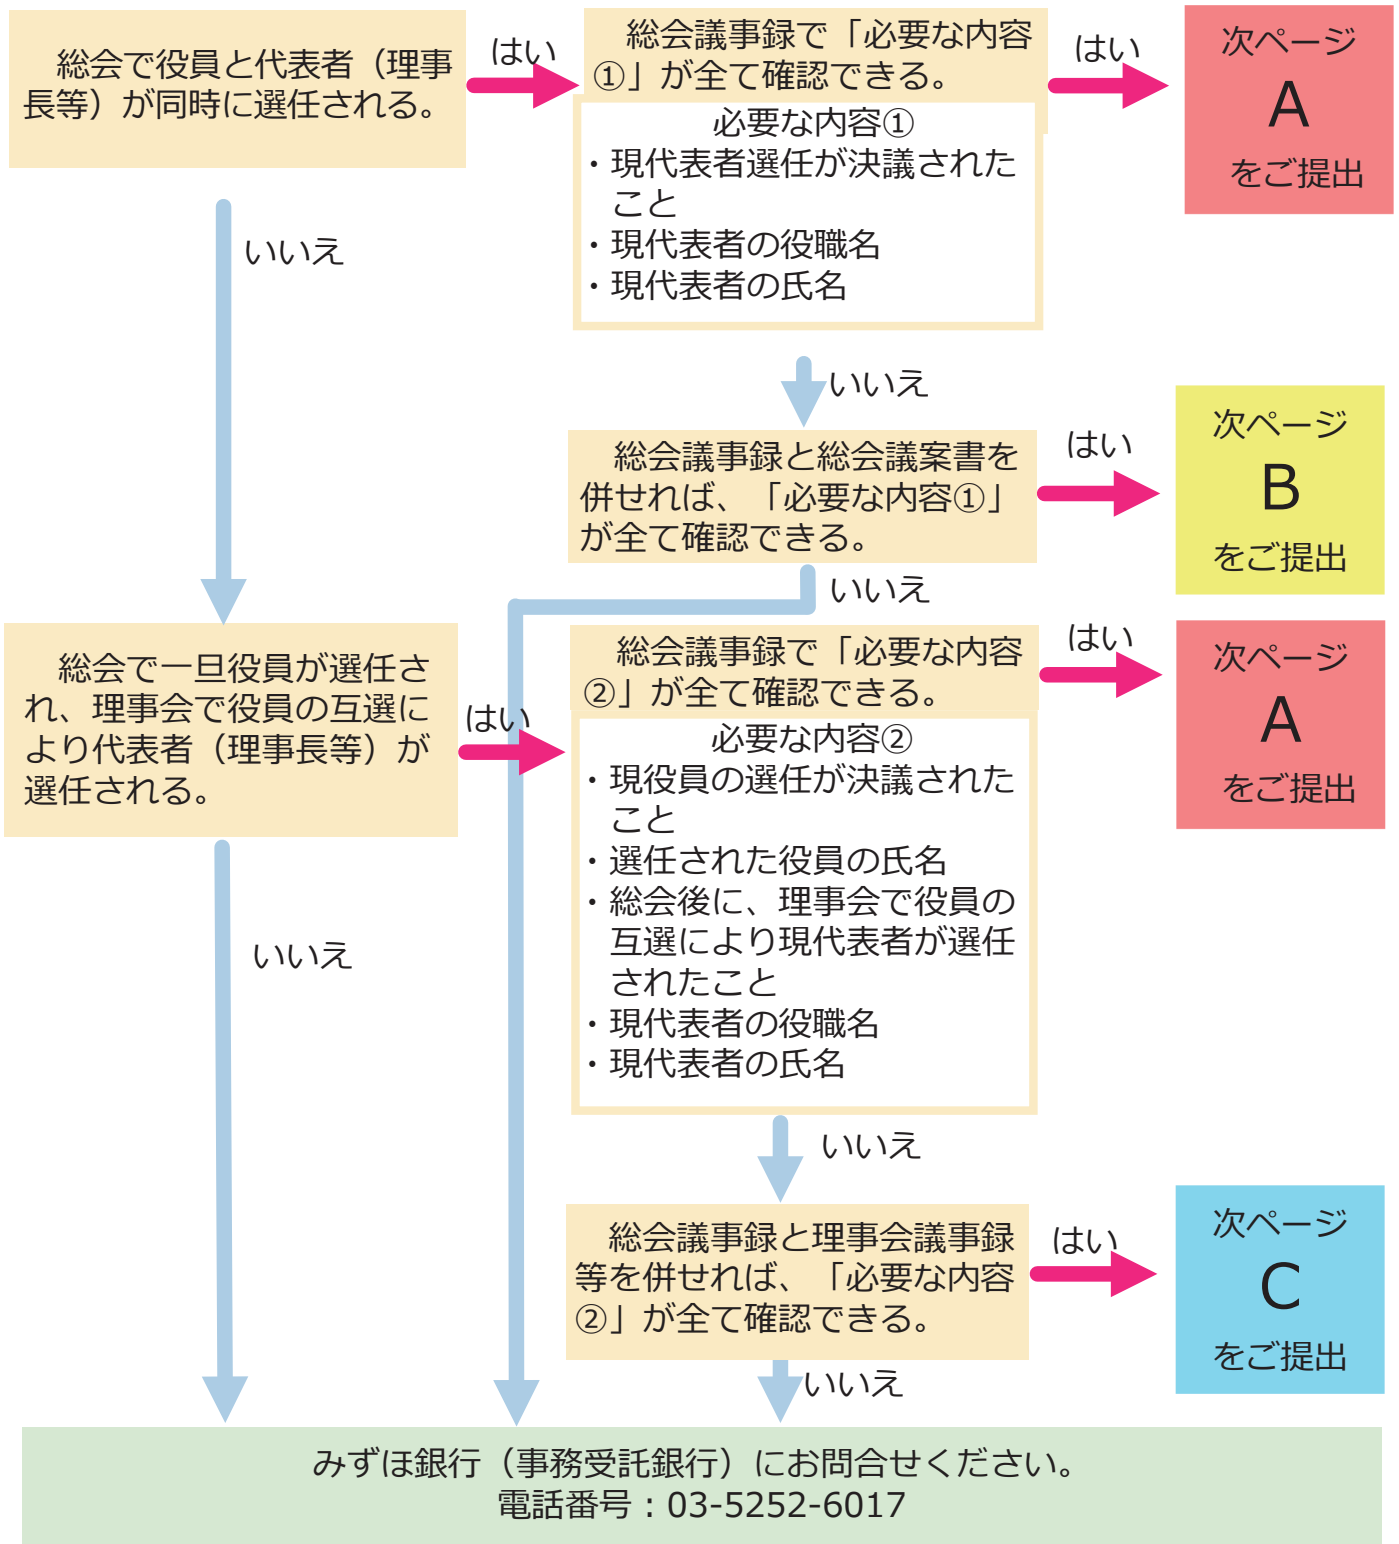 総会で役員と代表者（理事
長等）が同時に選任される。
はい
総会議事録で「必要な内容
①」が全て確認できる。
必要な内容①
・現代表者選任が決議された
こと
・現代表者の役職名
・現代表者の氏名
はい
次ページ
A
をご提出
いいえ
いいえ
総会議事録と総会議案書を
併せれば、「必要な内容①」
が全て確認できる。
はい
次ページ
B
をご提出
いいえ
総会で一旦役員が選任さ
れ、理事会で役員の互選に
より代表者（理事長等）が
選任される。
はい
総会議事録で「必要な内容
②」が全て確認できる。
必要な内容②
・現役員の選任が決議された
こと
・選任された役員の氏名
・総会後に、理事会で役員の
互選により現代表者が選任
されたこと
・現代表者の役職名
・現代表者の氏名
はい
次ページ
A
をご提出
いいえ
いいえ
総会議事録と理事会議事録
等を併せれば、「必要な内容
②」が全て確認できる。
はい
次ページ
C
をご提出
いいえ
みずほ銀行（事務受託銀行）にお問合せください。
電話番号：03-5252-6017